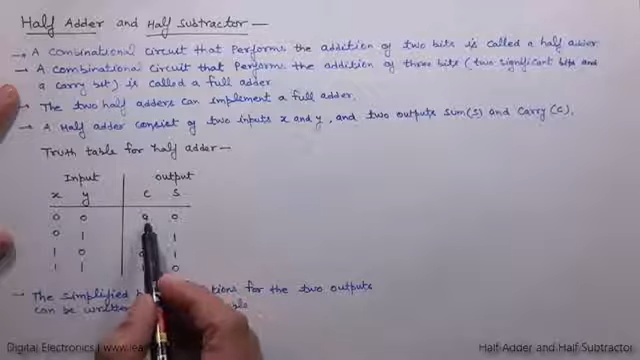 Half Adder and Half Subtractor —
→ A combinational circuit that performs the addition of two bits is called a half adder
→ A combinational circuit that performs the addition of three bits (two significant bits and
a carry bit) is called a full adder.
→ The two half adders can implement a full adder.
→ A Half adder consist of two inputs x and y, and two outputs sum(S) and Carry (C).
Truth table for half adder —
Input output
x y C S
0 0 0 0
0 1 1
1 0 0 1
1 1 1 0
→ The simplified for the two outputs
can be written
Digital Electronics | www.lea
Half Adder and Half Subtractor